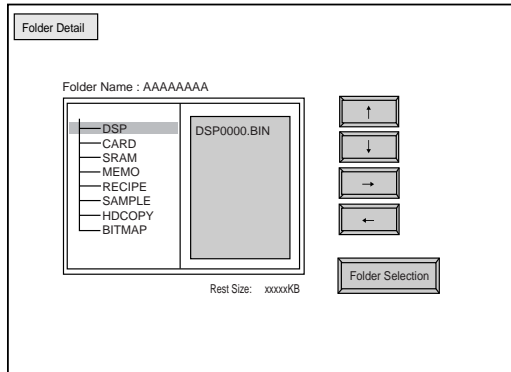 Folder Detail
Folder Name : AAAAAAAA
DSP
CARD
SRAM
MEMO
RECIPE
SAMPLE
HDCOPY
BITMAP
DSP0000.BIN
↑
↓
→
←
Folder Selection
Rest Size: xxxxxKB